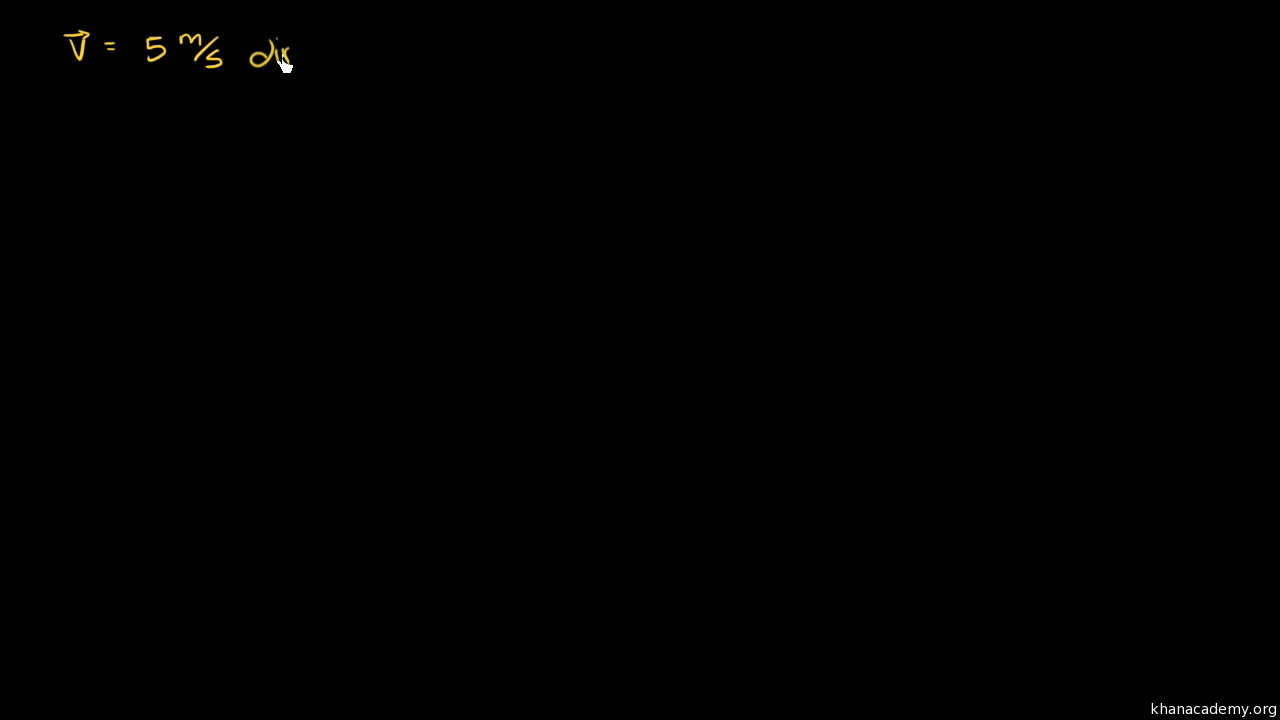 v⃗ = 5 m/s dir
khanacademy.org